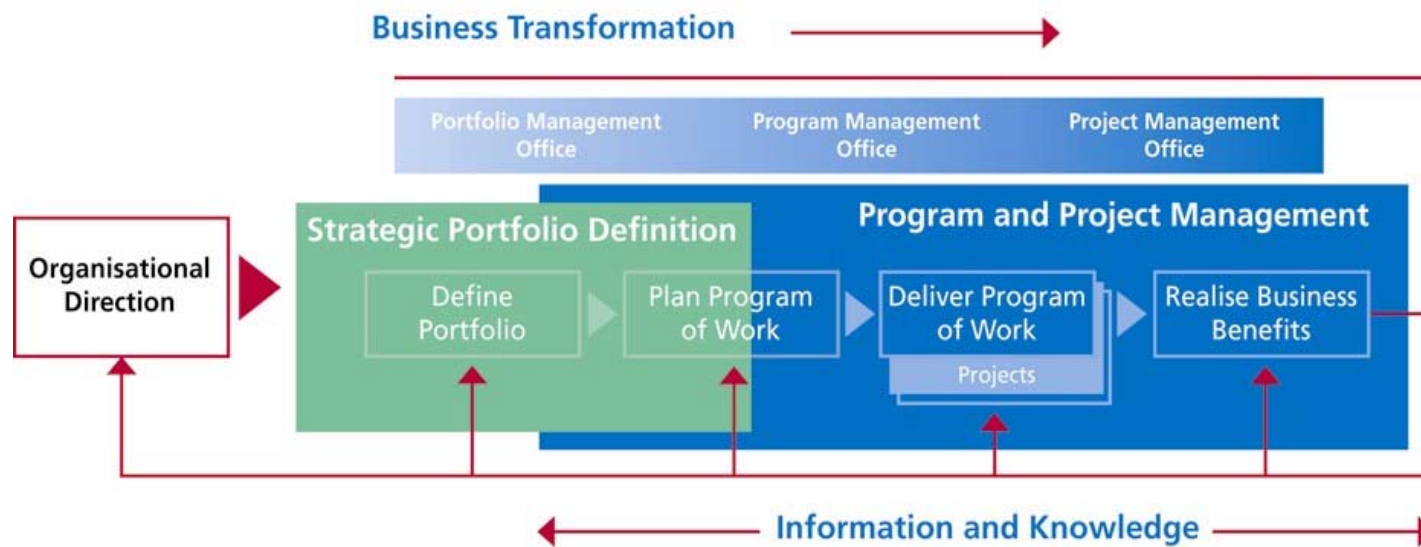 Business Transformation
Portfolio Management
Office
Program Management
Office
Project Management
Office
Organisational
Direction
Strategic Portfolio Definition
Program and Project Management
Define
Portfolio
Plan Program
of Work
Deliver Program
of Work
Projects
Realise Business
Benefits
Information and Knowledge